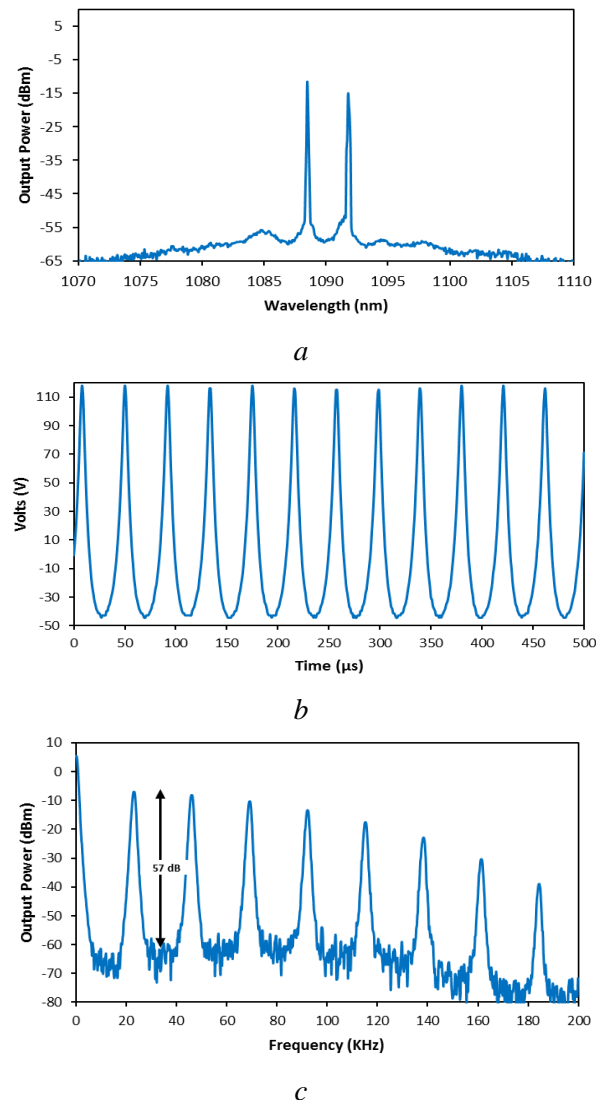 Output Power (dBm)
5
-5
-15
-25
-35
-45
-55
-65
1070 1075 1080 1085 1090 1095 1100 1105 1110
Wavelength (nm)
a
Volts (V)
110
90
70
50
30
10
-10
-30
-50
0 50 100 150 200 250 300 350 400 450 500
Time (µs)
b
Output Power (dBm)
10
0
-10
-20
-30
-40
-50
-60
-70
-80
57 dB
0 20 40 60 80 100 120 140 160 180 200
Frequency (KHz)
c